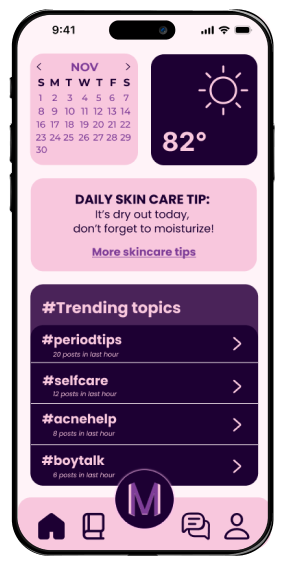 9:41
NOV
S M T W T F S
1 2 3 4 5 6 7
8 9 10 11 12 13 14
16 17 18 19 20 21 22
23 24 25 26 27 28 29
30
82°
DAILY SKIN CARE TIP:
It's dry out today,
don't forget to moisturize!
More skincare tips
#Trending topics
#periodtips
20 posts in last hour
#selfcare
12 posts in last hour
#acnehelp
8 posts in last hour
#boytalk
6 posts in last hour
M